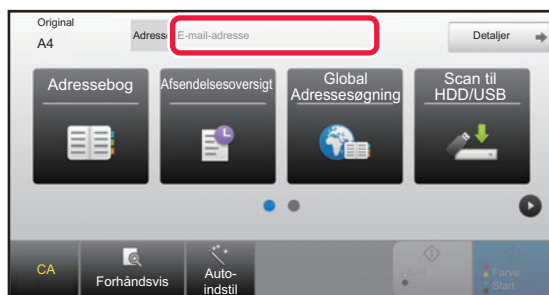 Original
A4
Adresse
E-mail-adresse
Detaljer
Adressebog
Afsendelsesoversigt
Global
Adressesøgning
Scan til
HDD/USB
CA
Forhåndsvis
Auto-
indstil
Farve
Start